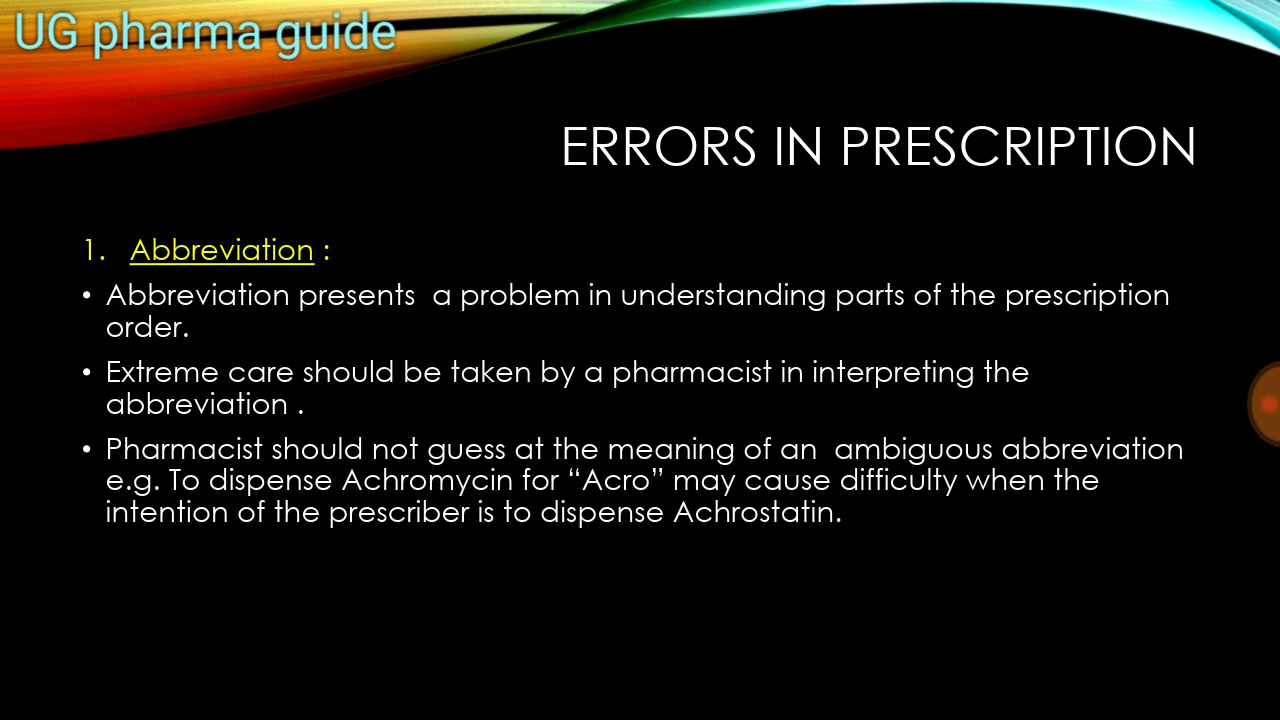 UG pharma guide
ERRORS IN PRESCRIPTION
1. Abbreviation :
• Abbreviation presents  a problem in understanding parts of the prescription
order.
• Extreme care should be taken by a pharmacist in interpreting the
abbreviation .
• Pharmacist should not guess at the meaning of an  ambiguous abbreviation
e.g. To dispense Achromycin for “Acro” may cause difficulty when the
intention of the prescriber is to dispense Achrostatin.